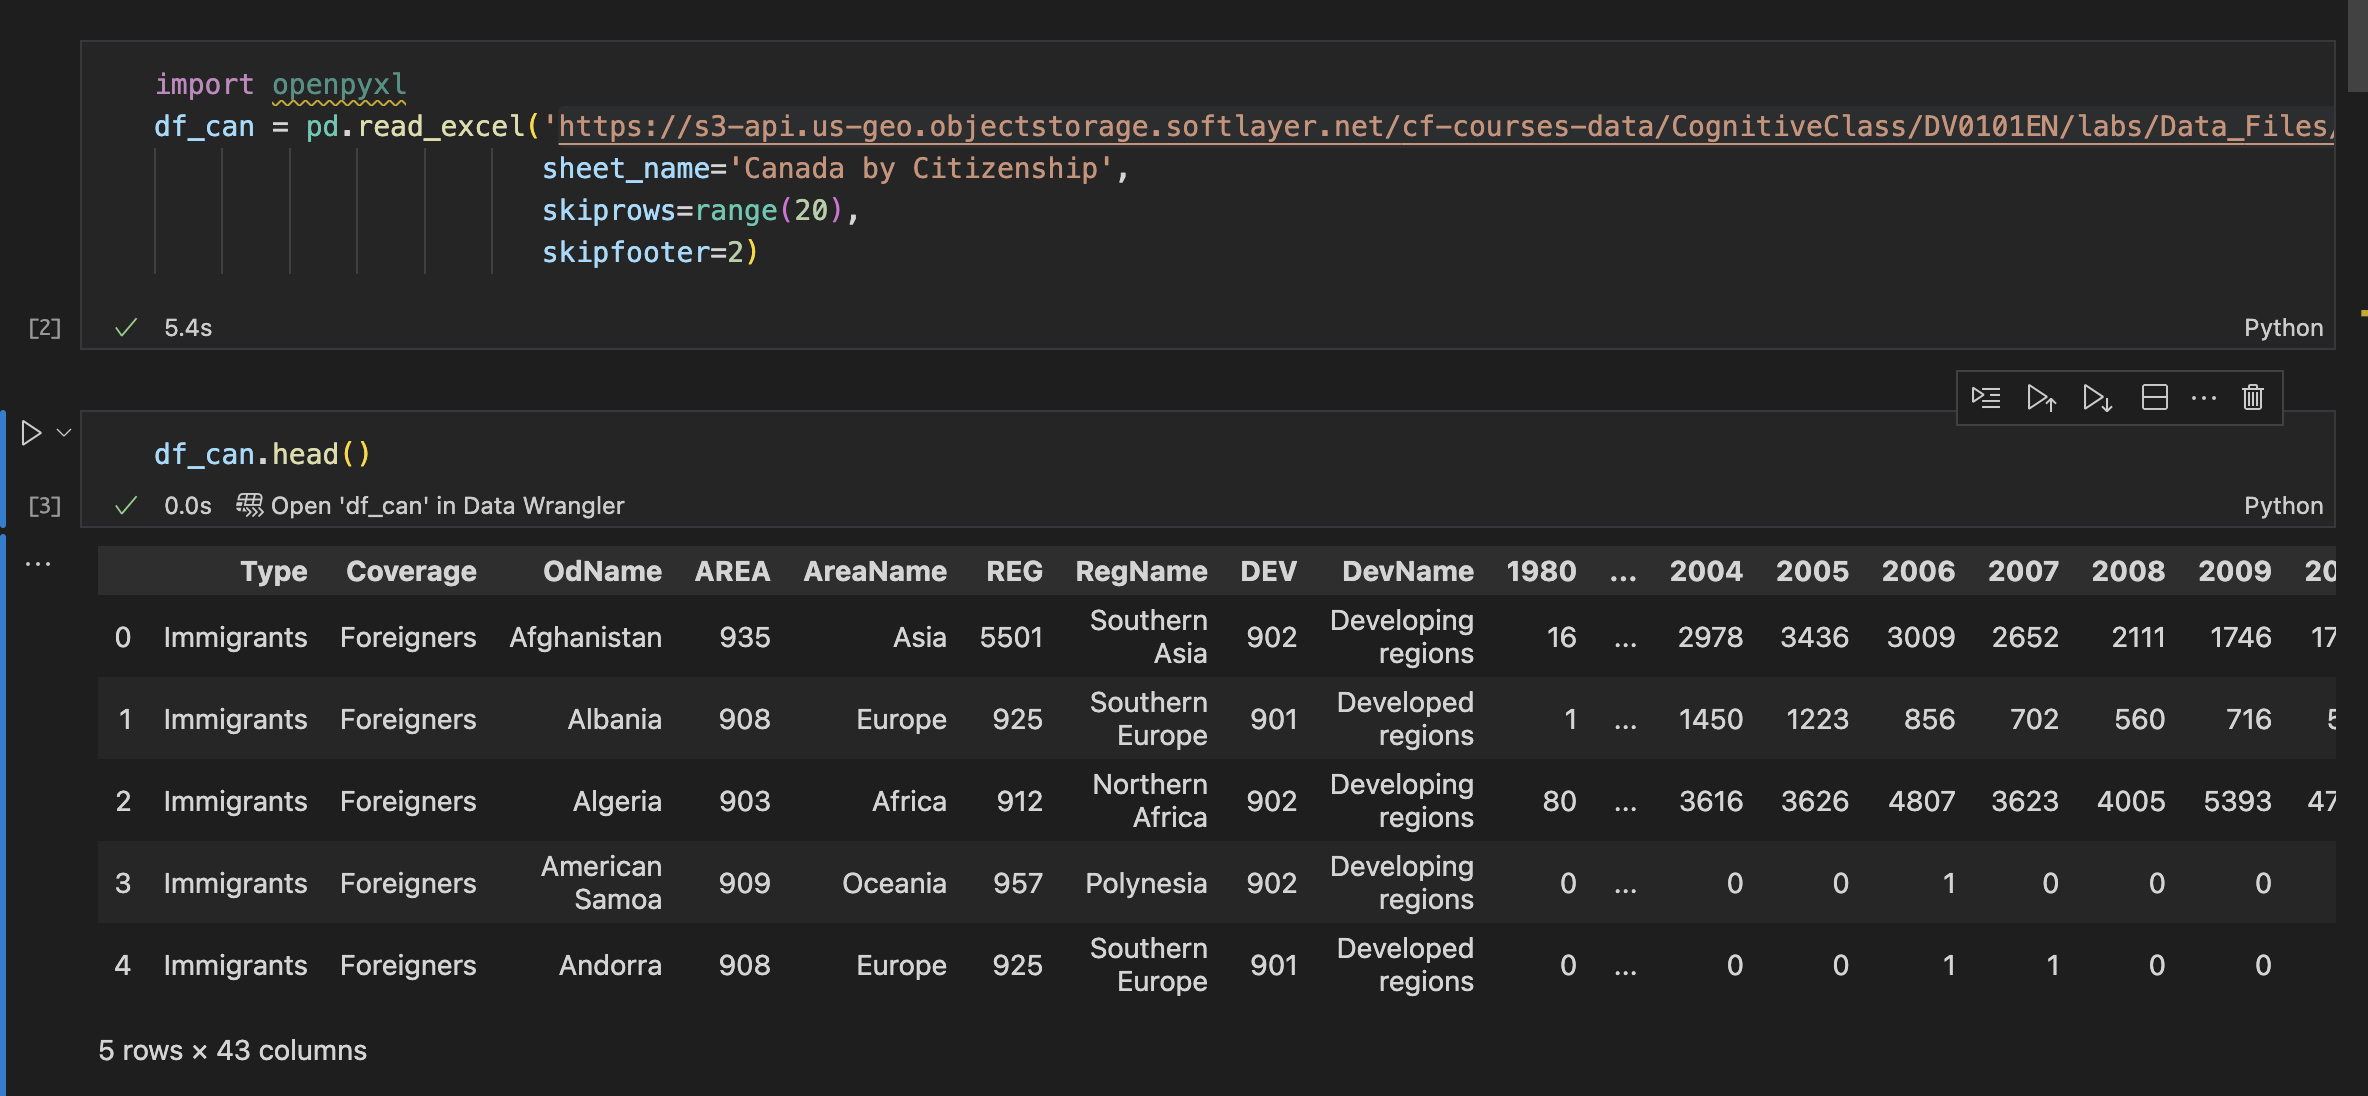 import openpyxl
df_can = pd.read_excel('https://s3-api.us-geo.objectstorage.softlayer.net/cf-courses-data/CognitiveClass/DV0101EN/labs/Data_Files/
sheet_name='Canada by Citizenship',
skiprows=range(20),
skipfooter=2)
[2] 5.4s Python
df_can.head()
[3] 0.0s Open 'df_can' in Data Wrangler Python
... Type Coverage OdName AREA AreaName REG RegName DEV DevName 1980 ... 2004 2005 2006 2007 2008 2009 20
0 Immigrants Foreigners Afghanistan 935 Asia 5501 Southern Asia 902 Developing regions 16 ... 2978 3436 3009 2652 2111 1746 17
1 Immigrants Foreigners Albania 908 Europe 925 Southern Europe 901 Developed regions 1 ... 1450 1223 856 702 560 716
2 Immigrants Foreigners Algeria 903 Africa 912 Northern Africa 902 Developing regions 80 ... 3616 3626 4807 3623 4005 5393 47
3 Immigrants Foreigners American Samoa 909 Oceania 957 Polynesia 902 Developing regions 0 ... 0 0 1 0 0 0
4 Immigrants Foreigners Andorra 908 Europe 925 Southern Europe 901 Developed regions 0 ... 0 0 1 1 0 0
5 rows × 43 columns